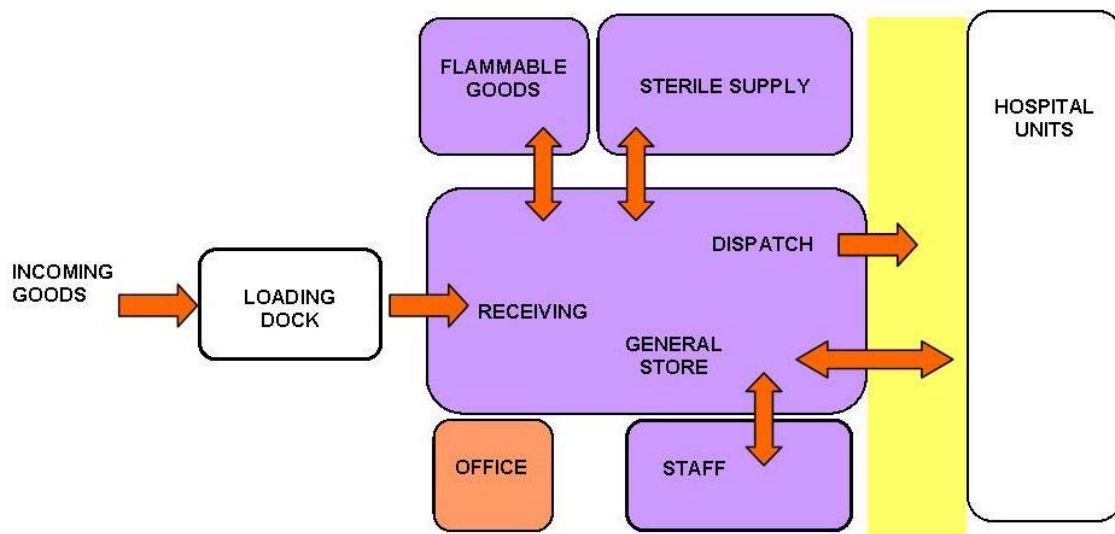 FLAMMABLE
GOODS
STERILE SUPPLY
HOSPITAL
UNITS
DISPATCH
INCOMING
GOODS
LOADING
DOCK
RECEIVING
GENERAL
STORE
OFFICE
STAFF